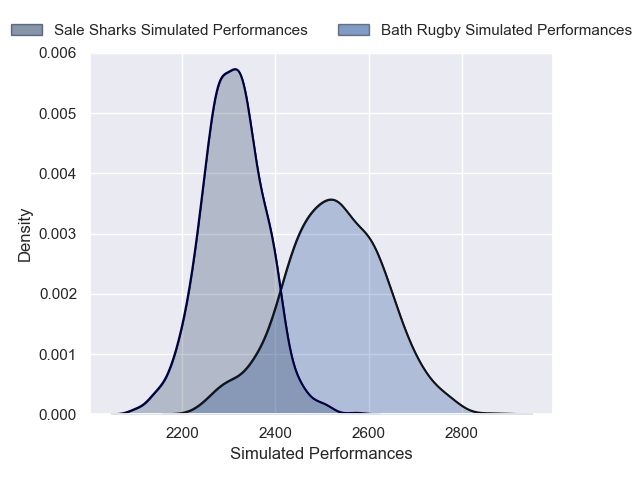 Sale Sharks Simulated Performances
Bath Rugby Simulated Performances
0.006
0.005
0.004
0.003
0.002
0.001
0.000
Density
2200
2400
2600
2800
Simulated Performances